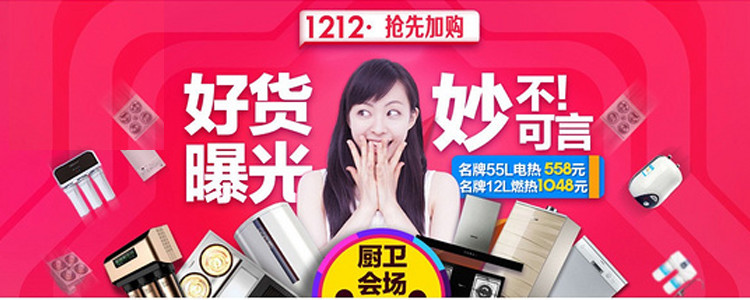 1212· 抢先加购
好货
曝光
妙不!
可言
名牌55L电热 558元
名牌12L燃热1048元
厨卫
会场